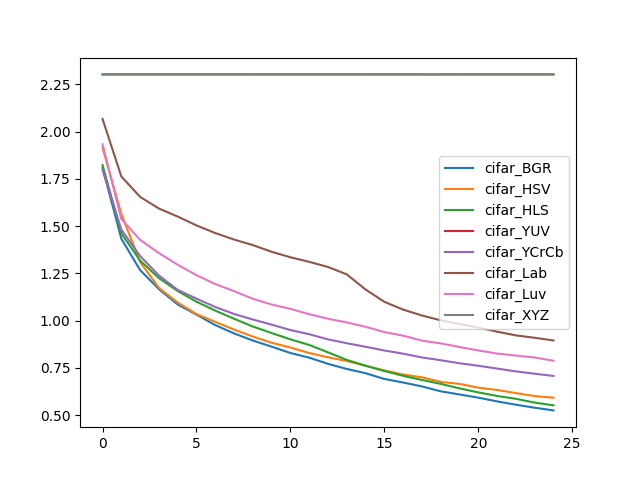 2.25
2.00
1.75
1.50
1.25
1.00
0.75
0.50
0
5
10
15
20
25
cifar_BGR
cifar_HSV
cifar_HLS
cifar_YUV
cifar_YCrCb
cifar_Lab
cifar_Luv
cifar_XYZ